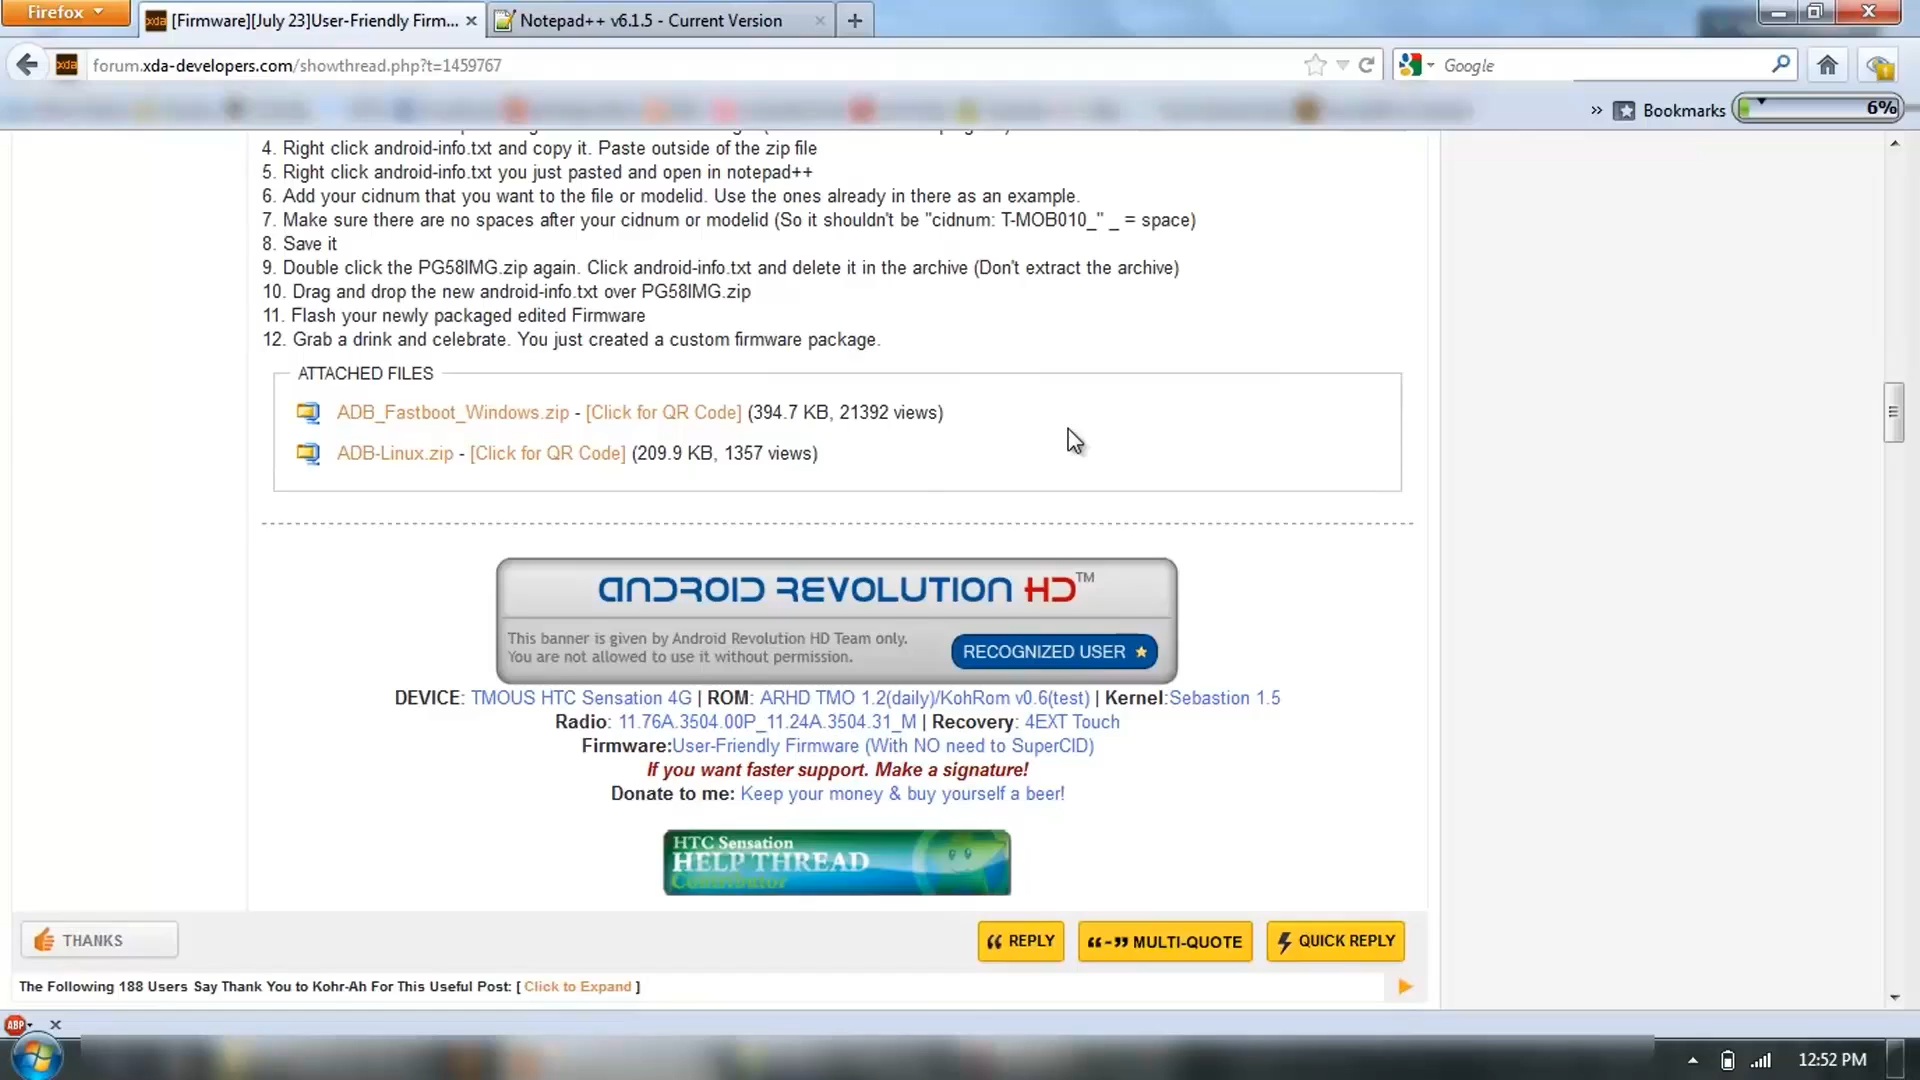 Firefox
[Firmware][July 23]User-Friendly Firm...
Notepad++ v6.1.5 - Current Version
forum.xda-developers.com/showthread.php?t=1459767
Google
Bookmarks
6%
4. Right click android-info.txt and copy it. Paste outside of the zip file
5. Right click android-info.txt you just pasted and open in notepad++
6. Add your cidnum that you want to the file or modelid. Use the ones already in there as an example.
7. Make sure there are no spaces after your cidnum or modelid (So it shouldn't be "cidnum: T-MOB010_" _ = space)
8. Save it
9. Double click the PG58IMG.zip again. Click android-info.txt and delete it in the archive (Don't extract the archive)
10. Drag and drop the new android-info.txt over PG58IMG.zip
11. Flash your newly packaged edited Firmware
12. Grab a drink and celebrate. You just created a custom firmware package.
ATTACHED FILES
ADB_Fastboot_Windows.zip - [Click for QR Code] (394.7 KB, 21392 views)
ADB-Linux.zip - [Click for QR Code] (209.9 KB, 1357 views)
ANDROID REVOLUTION HD™
This banner is given by Android Revolution HD Team only.
You are not allowed to use it without permission.
RECOGNIZED USER
DEVICE: TMOUS HTC Sensation 4G | ROM: ARHD TMO 1.2(daily)/KohRom v0.6(test) | Kernel:Sebastion 1.5
Radio: 11.76A.3504.00P_11.24A.3504.31_M | Recovery: 4EXT Touch
Firmware:User-Friendly Firmware (With NO need to SuperCID)
If you want faster support. Make a signature!
Donate to me: Keep your money & buy yourself a beer!
HTC Sensation
HELP THREAD
Contributor
THANKS
REPLY
MULTI-QUOTE
QUICK REPLY
The Following 188 Users Say Thank You to Kohr-Ah For This Useful Post: [ Click to Expand ]
ABP
12:52 PM